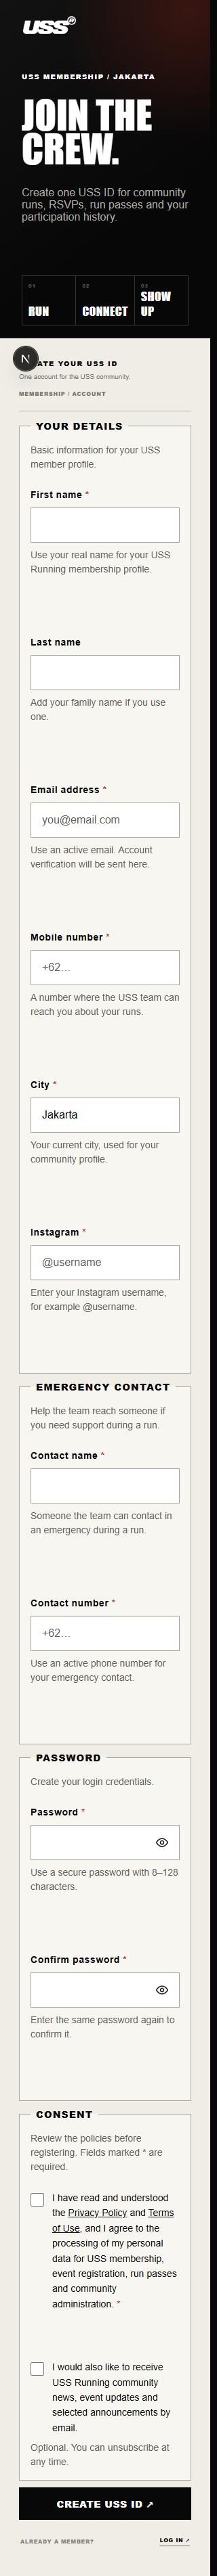 USS
USS MEMBERSHIP / JAKARTA
JOIN THE
CREW.
Create one USS ID for community
runs, RSVPs, run passes and your
participation history.
01
RUN
02
CONNECT
03
SHOW
UP
N
ATE YOUR USS ID
One account for the USS community.
MEMBERSHIP / ACCOUNT
YOUR DETAILS
Basic information for your USS
member profile.
First name *
Use your real name for your USS
Running membership profile.
Last name
Add your family name if you use
one.
Email address *
you@email.com
Use an active email. Account
verification will be sent here.
Mobile number *
+62...
A number where the USS team can
reach you about your runs.
City *
Jakarta
Your current city, used for your
community profile.
Instagram *
@username
Enter your Instagram username,
for example @username.
EMERGENCY CONTACT
Help the team reach someone if
you need support during a run.
Contact name *
Someone the team can contact in
an emergency during a run.
Contact number *
+62...
Use an active phone number for
your emergency contact.
PASSWORD
Create your login credentials.
Password *
Use a secure password with 8–128
characters.
Confirm password *
Enter the same password again to
confirm it.
CONSENT
Review the policies before
registering. Fields marked * are
required.
I have read and understood
the Privacy Policy and Terms
of Use, and I agree to the
processing of my personal
data for USS membership,
event registration, run passes
and community
administration. *
I would also like to receive
USS Running community
news, event updates and
selected announcements by
email.
Optional. You can unsubscribe at
any time.
CREATE USS ID ↗
ALREADY A MEMBER?
LOG IN ↗